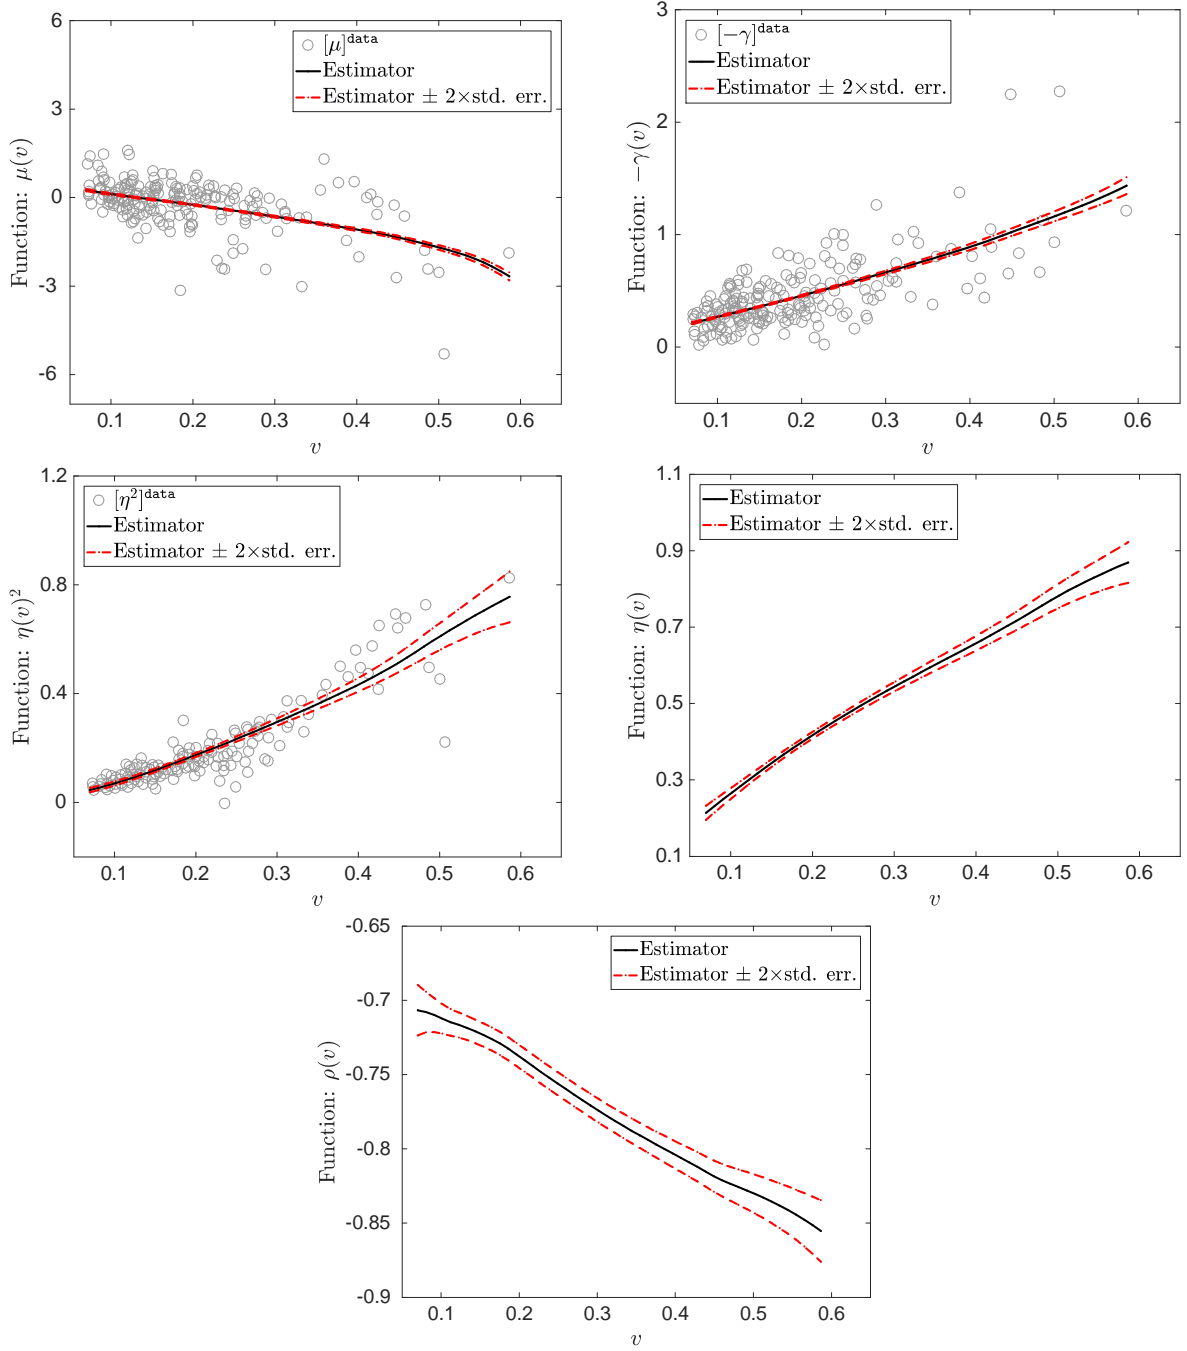 6
3
0
-3
-6
0.1 0.2 0.3 0.4 0.5 0.6
v
Function: μ(v)
[μ]^data
Estimator
Estimator ± 2×std. err.
3
2
1
0
0.1 0.2 0.3 0.4 0.5 0.6
v
Function: −γ(v)
[−γ]^data
Estimator
Estimator ± 2×std. err.
1.2
0.8
0.4
0
0.1 0.2 0.3 0.4 0.5 0.6
v
Function: η(v)²
[η²]^data
Estimator
Estimator ± 2×std. err.
1.1
0.9
0.7
0.5
0.3
0.1
0.1 0.2 0.3 0.4 0.5 0.6
v
Function: η(v)
Estimator
Estimator ± 2×std. err.
-0.65
-0.7
-0.75
-0.8
-0.85
-0.9
0.1 0.2 0.3 0.4 0.5 0.6
v
Function: ρ(v)
Estimator
Estimator ± 2×std. err.